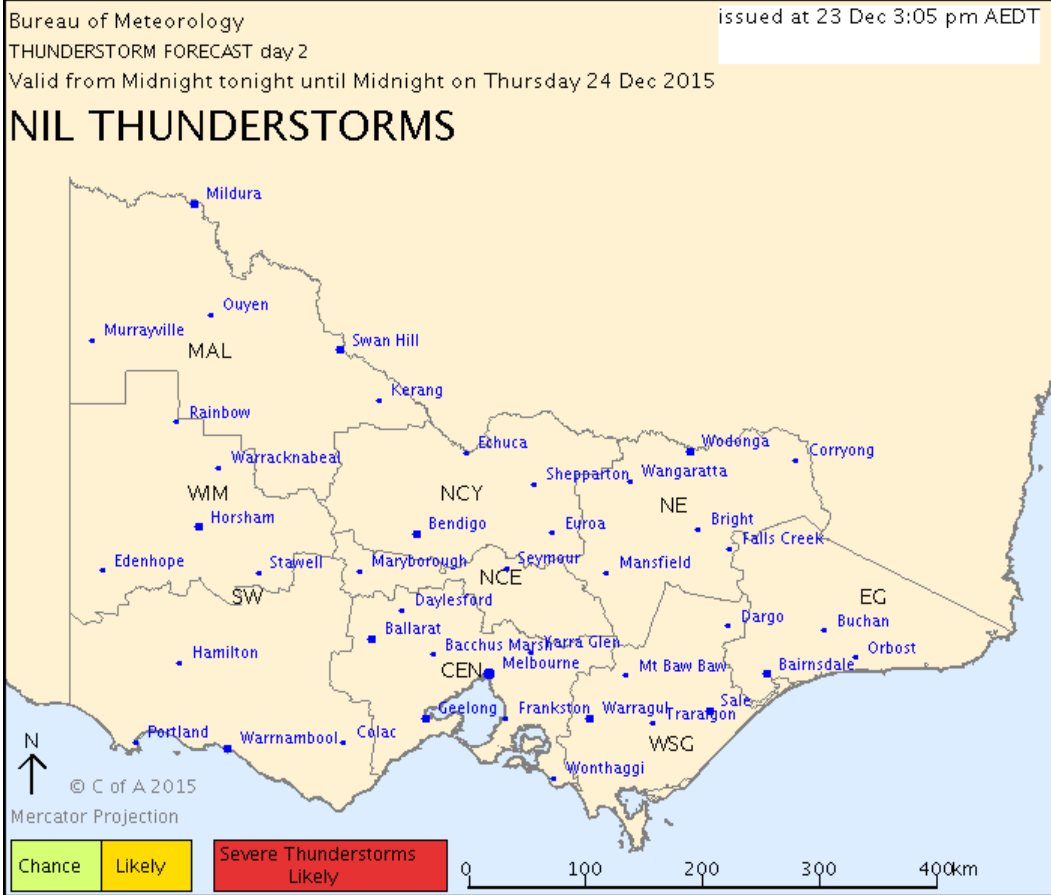 Bureau of Meteorology
issued at 23 Dec 3:05 pm AEDT
THUNDERSTORM FORECAST day 2
Valid from Midnight tonight until Midnight on Thursday 24 Dec 2015
NIL THUNDERSTORMS
Mildura
Ouyen
Murrayville
MAL
Swan Hill
Kerang
Rainbow
Echuca
Wodonga
Corryong
Warracknabeal
Shepparton
Wangaratta
WIM
NCY
NE
Horsham
Bendigo
Euroa
Bright
Falls Creek
Edenhope
Stawell
Maryborough
Seymour
NCE
Mansfield
SW
EG
Daylesford
Dargo
Buchan
Ballarat
Bacchus Marsh
Yarra Glen
Orbost
Hamilton
CEN
Melbourne
Mt Baw Baw
Bairnsdale
Geelong
Frankston
Warragul
Traralgon
Sale
Portland
Warrnambool
Colac
WSG
Wonthaggi
N
© C of A 2015
Mercator Projection
Chance
Likely
Severe Thunderstorms
Likely
0 100 200 300 400km